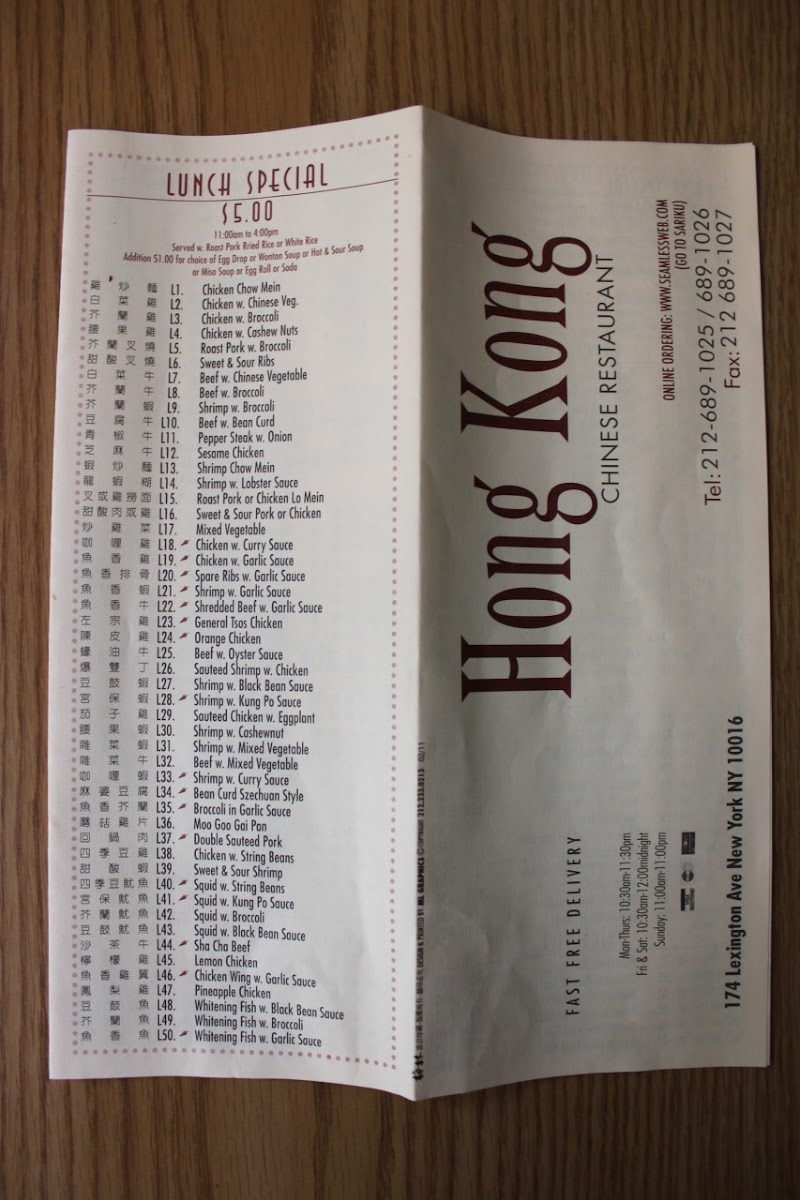 LUNCH SPECIAL
$5.00
11:00am to 4:00pm
Served w. Roast Pork Rried Rice or White Rice
Addition $1.00 for choice of Egg Drop or Wonton Soup or Hot & Sour Soup
or Miso Soup or Egg Roll or Soda
雞炒麵 L1. Chicken Chow Mein
白菜雞 L2. Chicken w. Chinese Veg.
芥蘭雞 L3. Chicken w. Broccoli
腰果雞 L4. Chicken w. Cashew Nuts
芥蘭叉燒 L5. Roast Pork w. Broccoli
甜酸叉燒 L6. Sweet & Sour Ribs
白菜牛 L7. Beef w. Chinese Vegetable
芥蘭牛 L8. Beef w. Broccoli
芥蘭蝦 L9. Shrimp w. Broccoli
豆腐牛 L10. Beef w. Bean Curd
青椒牛 L11. Pepper Steak w. Onion
芝麻牛 L12. Sesame Chicken
蝦炒麵 L13. Shrimp Chow Mein
龍蝦糊 L14. Shrimp w. Lobster Sauce
叉或雞撈面 L15. Roast Pork or Chicken Lo Mein
甜酸肉或雞 L16. Sweet & Sour Pork or Chicken
炒雞菜 L17. Mixed Vegetable
咖喱雞 L18. Chicken w. Curry Sauce
魚香雞 L19. Chicken w. Garlic Sauce
魚香排骨 L20. Spare Ribs w. Garlic Sauce
魚香蝦 L21. Shrimp w. Garlic Sauce
魚香牛 L22. Shredded Beef w. Garlic Sauce
左宗雞 L23. General Tsos Chicken
陳皮雞 L24. Orange Chicken
蠔油牛 L25. Beef w. Oyster Sauce
爆雙丁 L26. Sauteed Shrimp w. Chicken
豆鼓蝦 L27. Shrimp w. Black Bean Sauce
宮保蝦 L28. Shrimp w. Kung Po Sauce
茄子雞 L29. Sauteed Chicken w. Eggplant
腰果蝦 L30. Shrimp w. Cashewnut
雜菜蝦 L31. Shrimp w. Mixed Vegetable
雜菜牛 L32. Beef w. Mixed Vegetable
咖喱蝦 L33. Shrimp w. Curry Sauce
麻婆豆腐 L34. Bean Curd Szechuan Style
魚香芥蘭 L35. Broccoli in Garlic Sauce
蘑菇雞片 L36. Moo Goo Gai Pan
回鍋肉 L37. Double Sauteed Pork
四季豆雞 L38. Chicken w. String Beans
甜酸蝦 L39. Sweet & Sour Shrimp
四季豆魷魚 L40. Squid w. String Beans
宮保魷魚 L41. Squid w. Kung Po Sauce
芥蘭魷魚 L42. Squid w. Broccoli
豆鼓魷魚 L43. Squid w. Black Bean Sauce
沙茶牛 L44. Sha Cha Beef
檸檬雞 L45. Lemon Chicken
魚香雞翼 L46. Chicken Wing w. Garlic Sauce
鳳梨雞 L47. Pineapple Chicken
豆鼓魚 L48. Whitening Fish w. Black Bean Sauce
芥蘭魚 L49. Whitening Fish w. Broccoli
魚香魚 L50. Whitening Fish w. Garlic Sauce
DESIGN & PRINTED BY ML GRAPHICS © COPYRIGHT 212.233.0213 02/11
Hong Kong
CHINESE RESTAURANT
ONLINE ORDERING: WWW.SEAMLESSWEB.COM
(GO TO SARIKU)
Tel: 212-689-1025 / 689-1026
Fax: 212 689-1027
FAST FREE DELIVERY
Mon-Thurs: 10:30am-11:30pm
Fri & Sat: 10:30am-12:00midnight
Sunday: 11:00am-11:00pm
174 Lexington Ave New York NY 10016